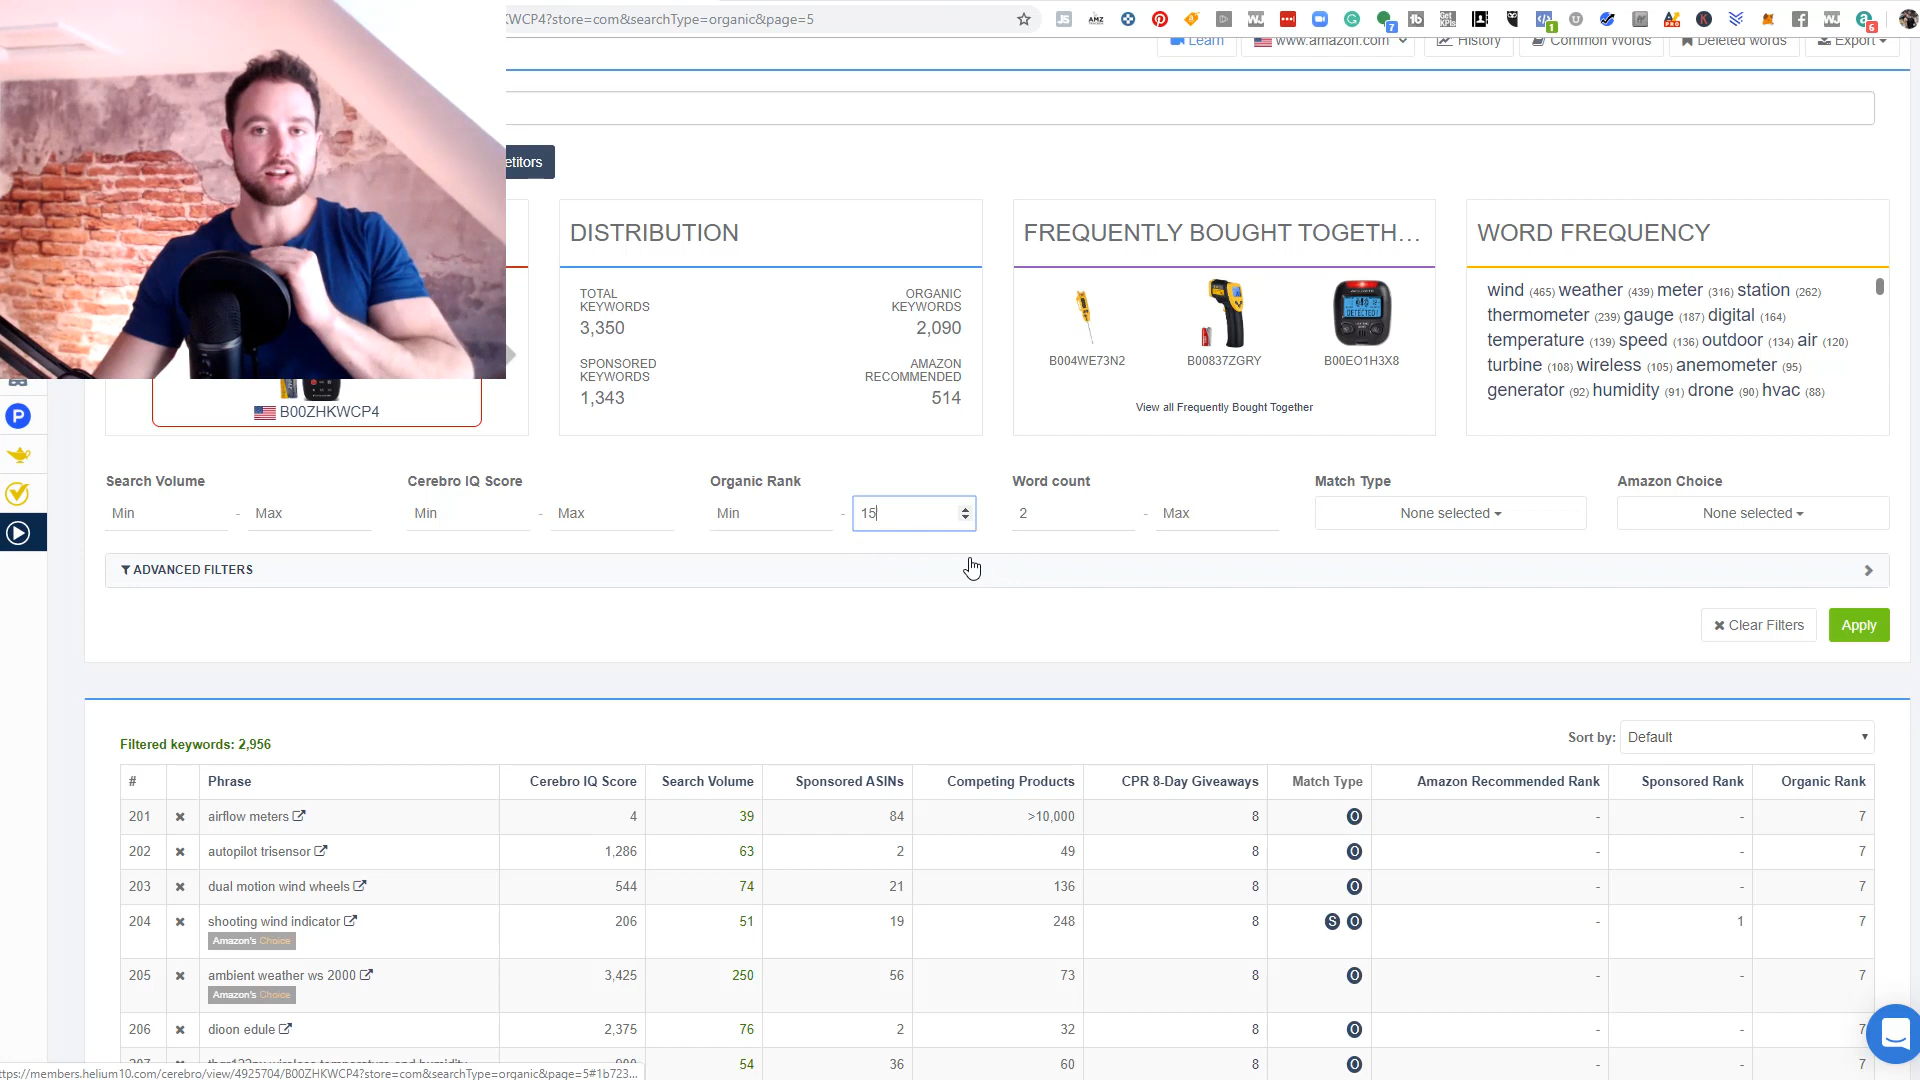 KWCP4?store=com&searchType=organic&page=5
Learn
www.amazon.com
History
Common Words
Deleted words
Export
etitors
DISTRIBUTION
TOTAL KEYWORDS
3,350
ORGANIC KEYWORDS
2,090
SPONSORED KEYWORDS
1,343
AMAZON RECOMMENDED
514
FREQUENTLY BOUGHT TOGETH...
B004WE73N2 B00837ZGRY B00EO1H3X8
View all Frequently Bought Together
WORD FREQUENCY
wind (465) weather (439) meter (316) station (262)
thermometer (239) gauge (187) digital (164)
temperature (139) speed (136) outdoor (134) air (120)
turbine (108) wireless (105) anemometer (95)
generator (92) humidity (91) drone (90) hvac (88)
B00ZHKWCP4
Search Volume
Min - Max
Cerebro IQ Score
Min - Max
Organic Rank
Min - 15
Word count
2 - Max
Match Type
None selected
Amazon Choice
None selected
ADVANCED FILTERS
Clear Filters
Apply
Filtered keywords: 2,956
Sort by: Default
# Phrase Cerebro IQ Score Search Volume Sponsored ASINs Competing Products CPR 8-Day Giveaways Match Type Amazon Recommended Rank Sponsored Rank Organic Rank
201 airflow meters 4 39 84 >10,000 8 O - - 7
202 autopilot trisensor 1,286 63 2 49 8 O - - 7
203 dual motion wind wheels 544 74 21 136 8 O - - 7
204 shooting wind indicator 206 51 19 248 8 S O - 1 7
Amazon's Choice
205 ambient weather ws 2000 3,425 250 56 73 8 O - - 7
Amazon's Choice
206 dioon edule 2,375 76 2 32 8 O - - 7
54 36 60 8 O - - 7
ttps://members.helium10.com/cerebro/view/4925704/B00ZHKWCP4?store=com&searchType=organic&page=5#1b723...